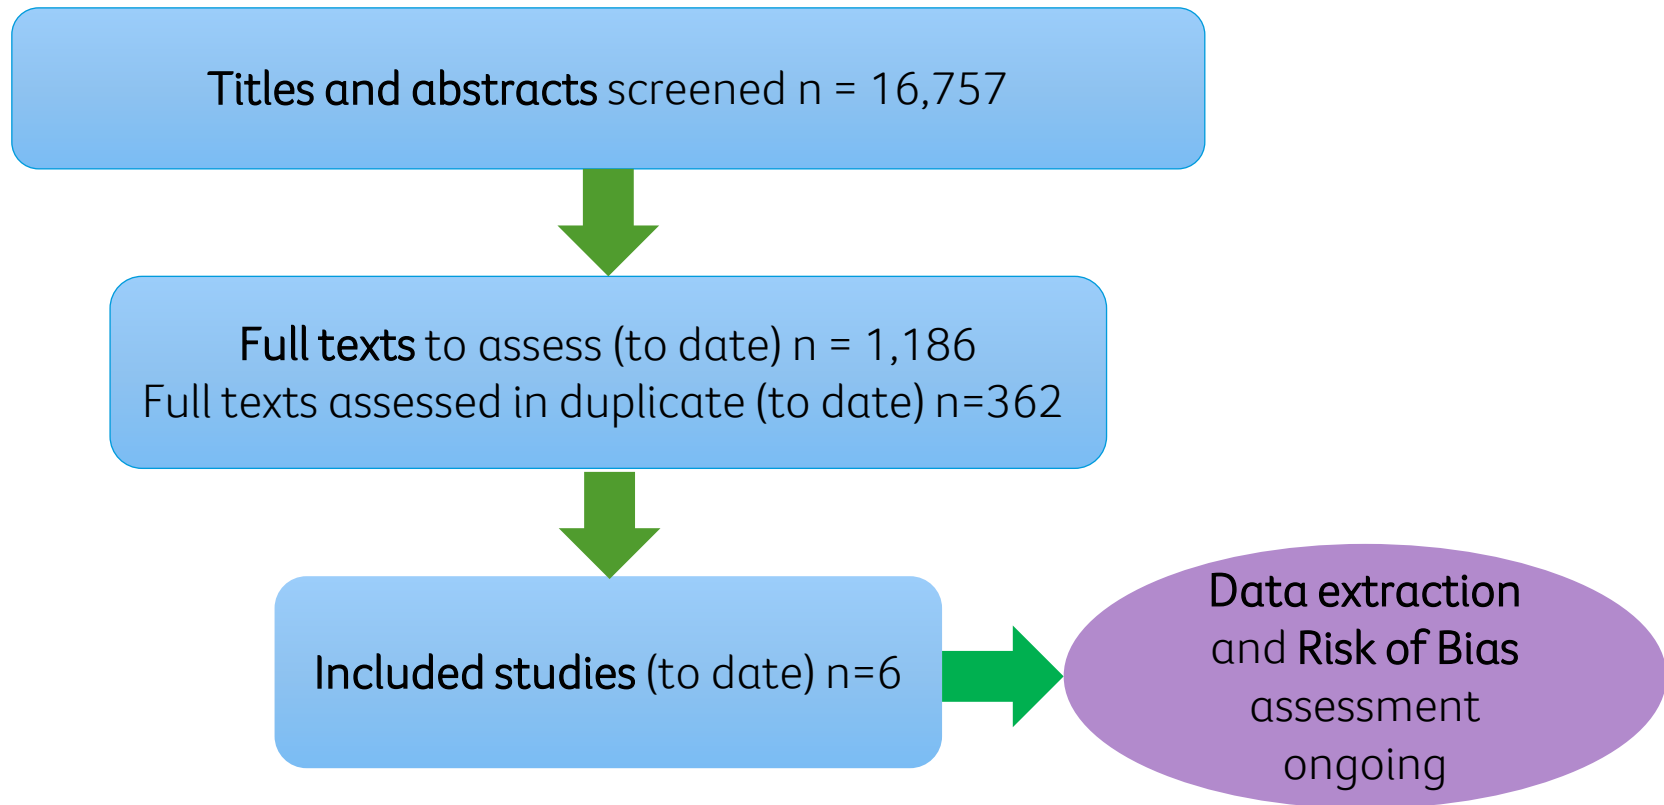 Titles and abstracts screened n = 16,757
Full texts to assess (to date) n = 1,186
Full texts assessed in duplicate (to date) n=362
Included studies (to date) n=6
Data extraction
and Risk of Bias
assessment
ongoing